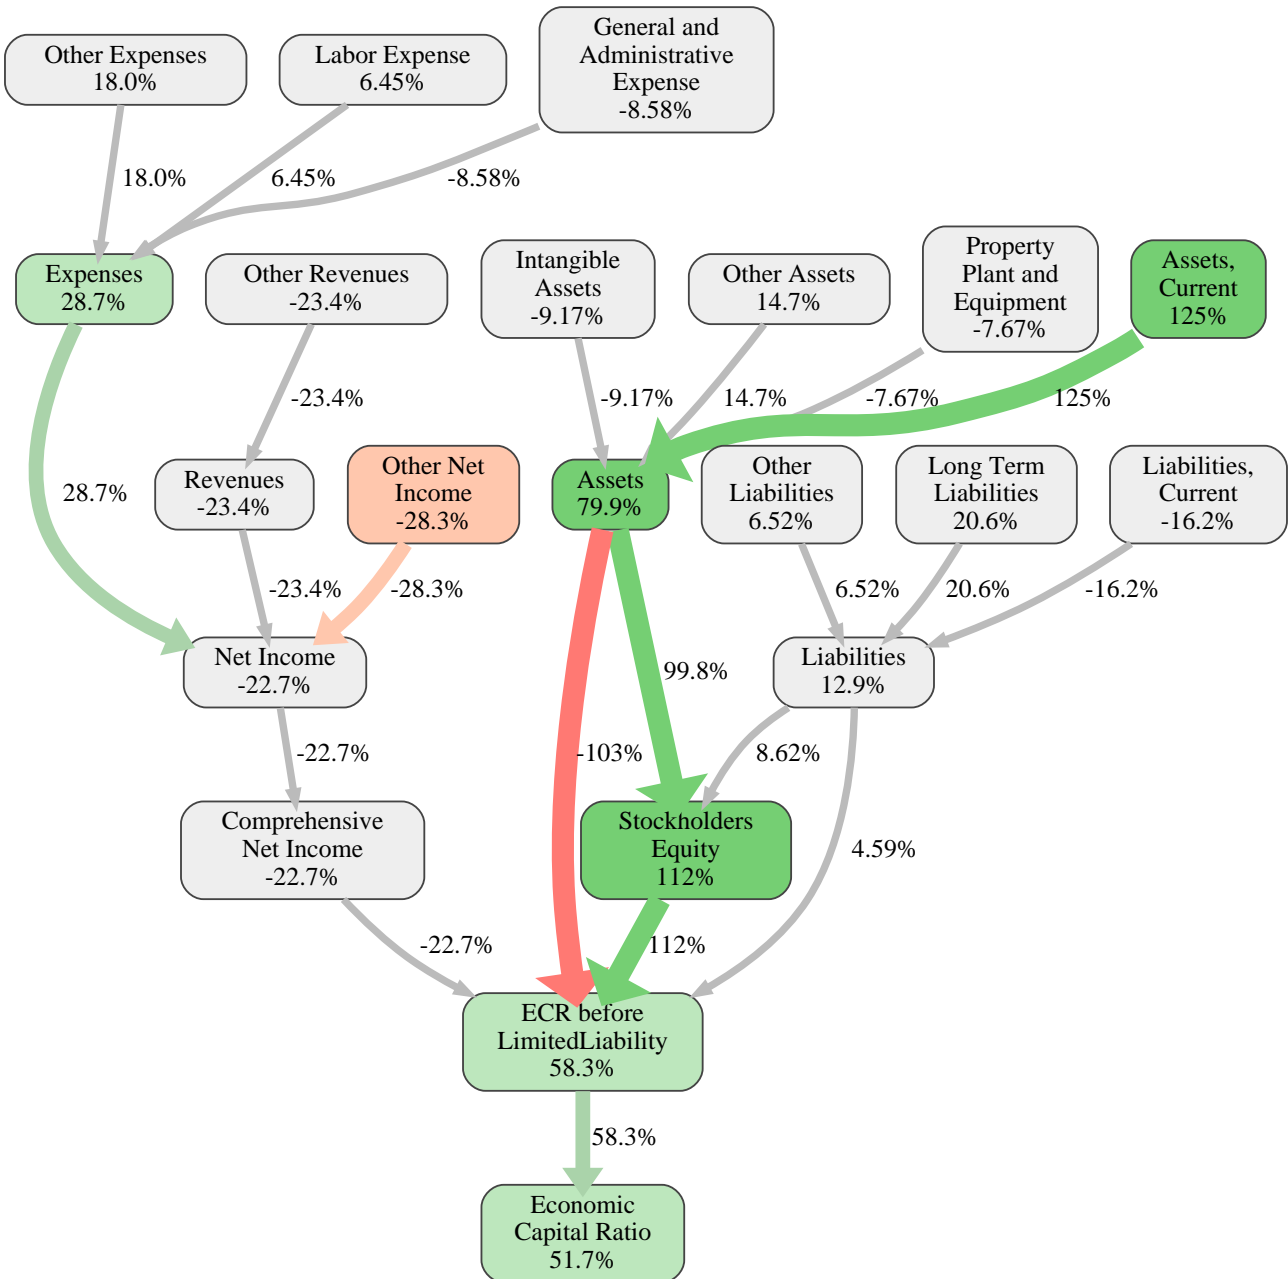 Other Expenses
18.0%
Labor Expense
6.45%
General and
Administrative
Expense
-8.58%
18.0%
6.45%
-8.58%
Expenses
28.7%
Other Revenues
-23.4%
Intangible
Assets
-9.17%
Other Assets
14.7%
Property
Plant and
Equipment
-7.67%
Assets,
Current
125%
-23.4%
-9.17%
14.7%
-7.67%
125%
28.7%
Revenues
-23.4%
Other Net
Income
-28.3%
Assets
79.9%
Other
Liabilities
6.52%
Long Term
Liabilities
20.6%
Liabilities,
Current
-16.2%
-23.4%
-28.3%
6.52%
20.6%
-16.2%
Net Income
-22.7%
99.8%
Liabilities
12.9%
-22.7%
-103%
8.62%
Comprehensive
Net Income
-22.7%
Stockholders
Equity
112%
4.59%
-22.7%
112%
ECR before
LimitedLiability
58.3%
58.3%
Economic
Capital Ratio
51.7%